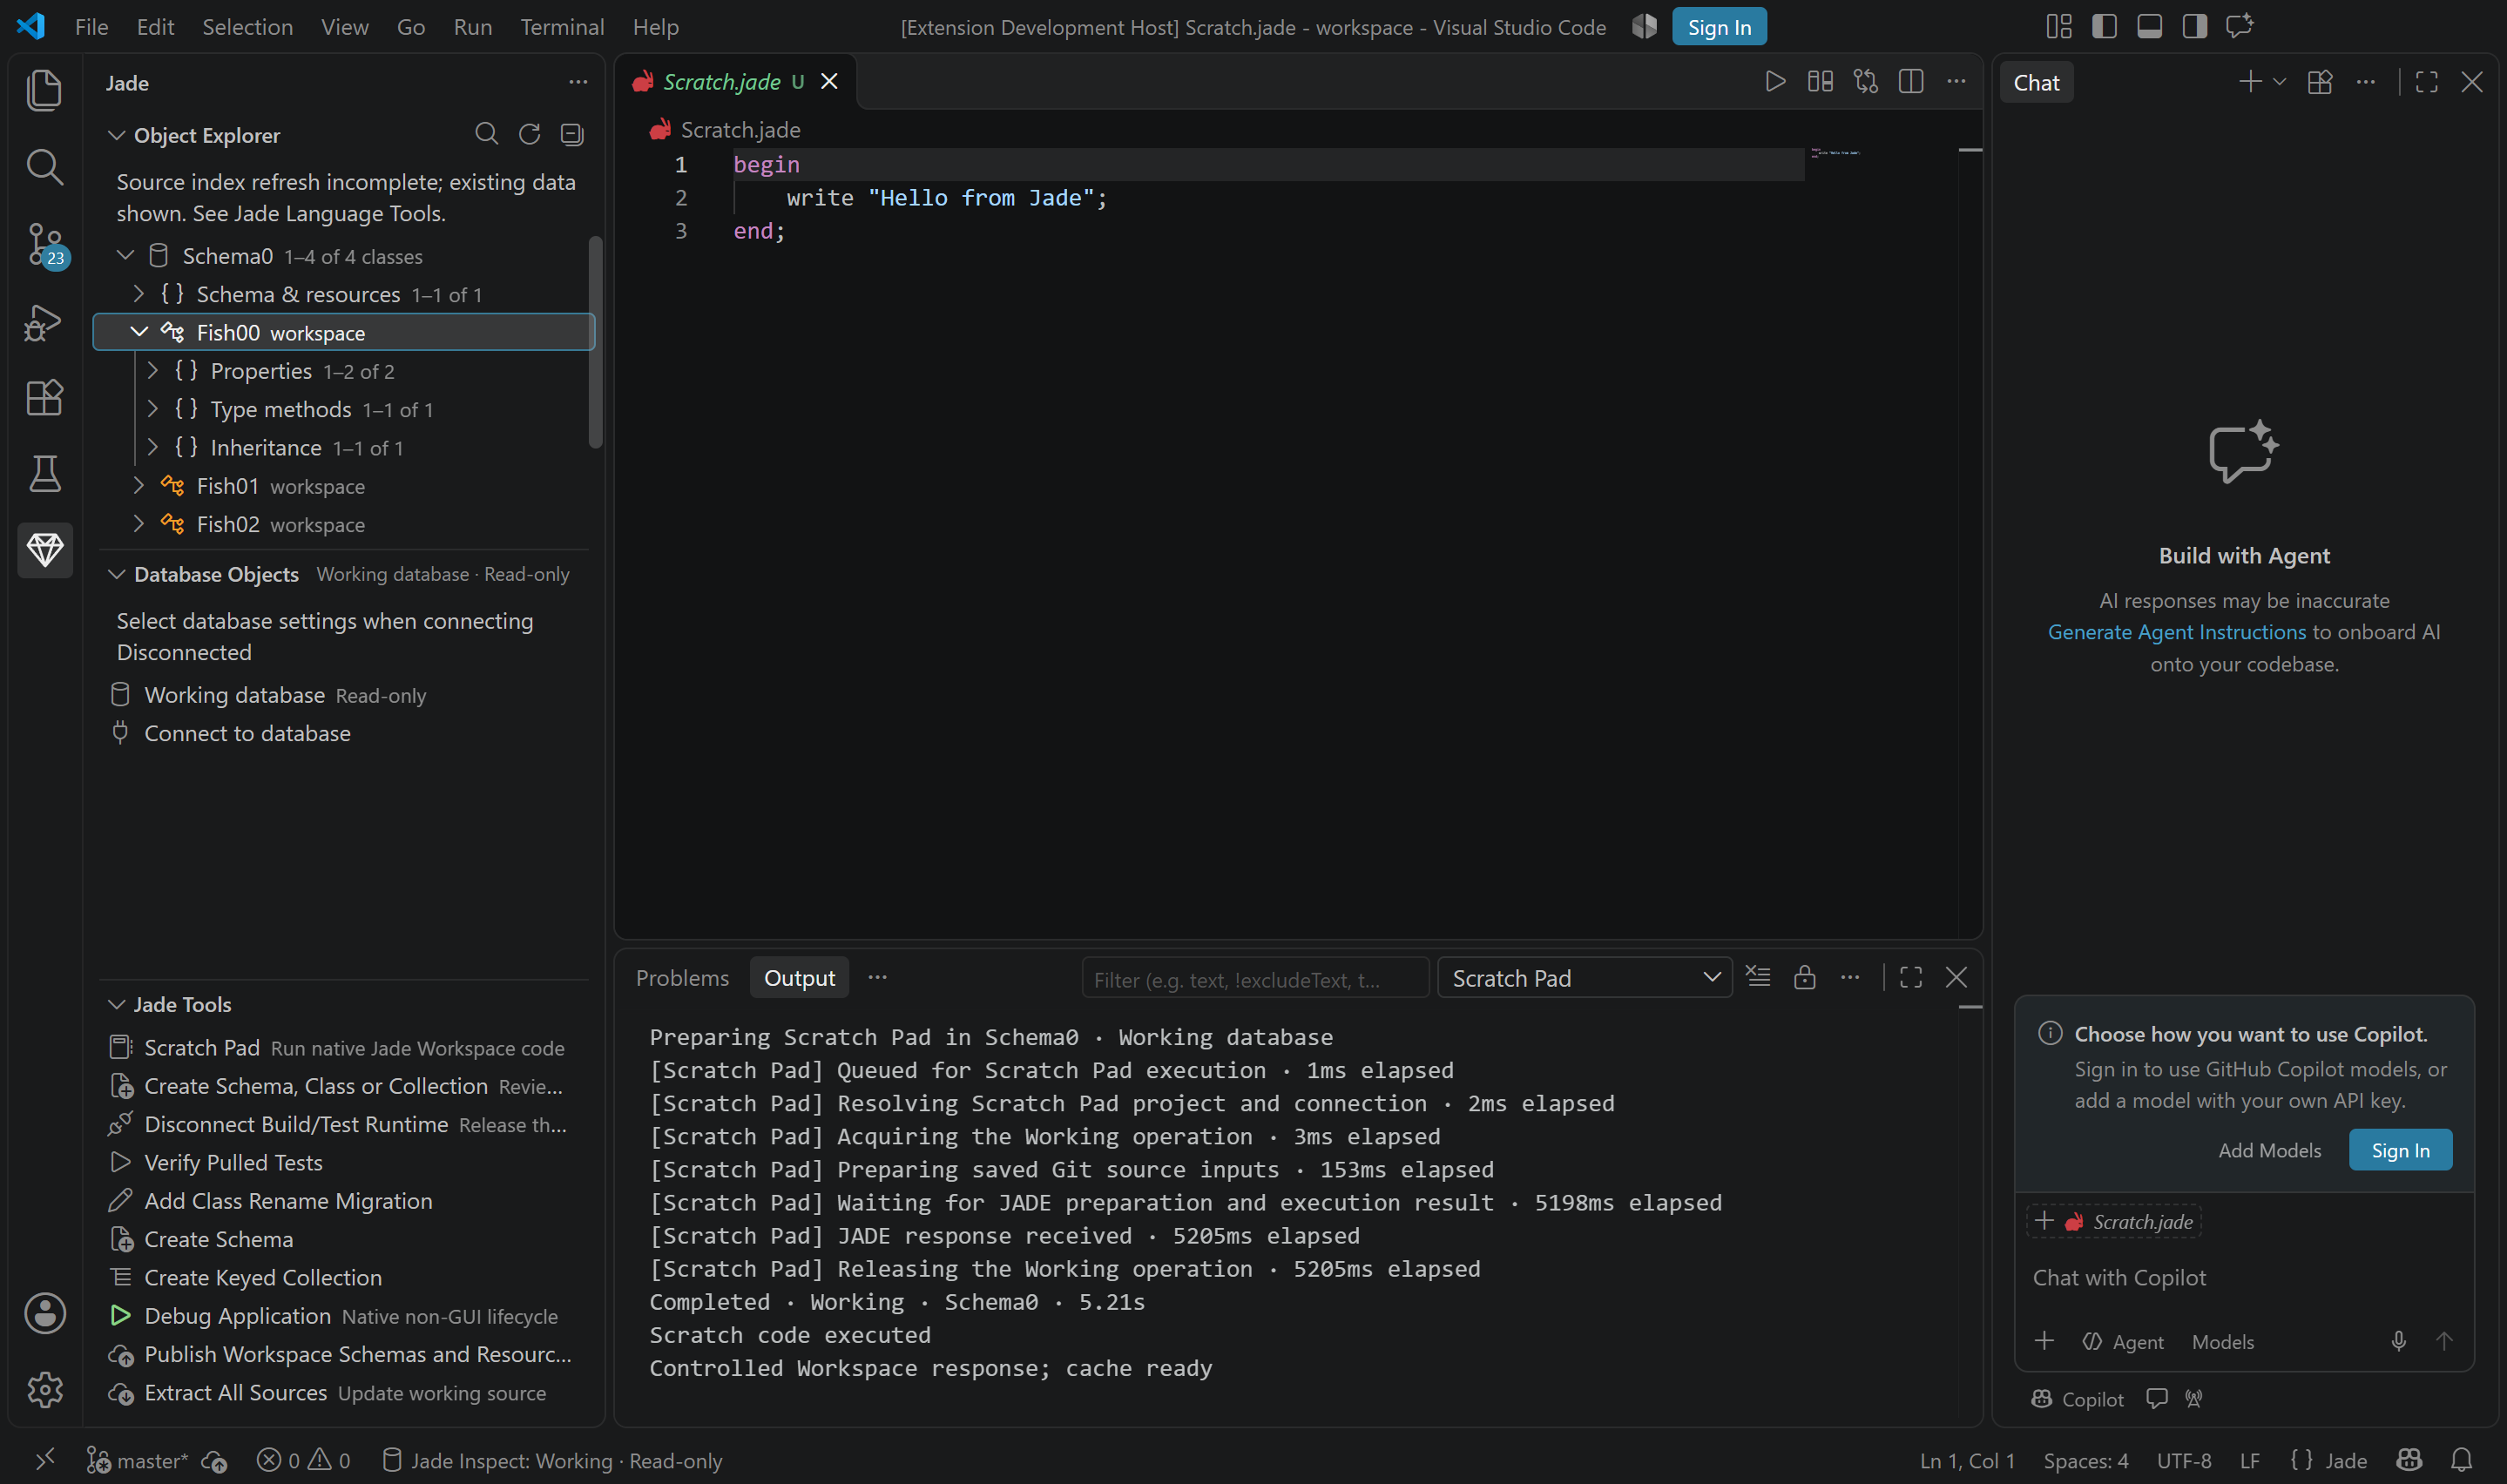 File Edit Selection View Go Run Terminal Help
[Extension Development Host] Scratch.jade - workspace - Visual Studio Code
Sign In
Jade
Object Explorer
Source index refresh incomplete; existing data
shown. See Jade Language Tools.
Schema0 1–4 of 4 classes
{ } Schema & resources 1–1 of 1
Fish00 workspace
{ } Properties 1–2 of 2
{ } Type methods 1–1 of 1
{ } Inheritance 1–1 of 1
Fish01 workspace
Fish02 workspace
23
Database Objects Working database · Read-only
Select database settings when connecting
Disconnected
Working database Read-only
Connect to database
Jade Tools
Scratch Pad Run native Jade Workspace code
Create Schema, Class or Collection Revie...
Disconnect Build/Test Runtime Release th...
Verify Pulled Tests
Add Class Rename Migration
Create Schema
Create Keyed Collection
Debug Application Native non-GUI lifecycle
Publish Workspace Schemas and Resourc...
Extract All Sources Update working source
Scratch.jade U
Scratch.jade
1 begin
2 write "Hello from Jade";
3 end;
Problems Output
Filter (e.g. text, !excludeText, t...
Scratch Pad
Preparing Scratch Pad in Schema0 · Working database
[Scratch Pad] Queued for Scratch Pad execution · 1ms elapsed
[Scratch Pad] Resolving Scratch Pad project and connection · 2ms elapsed
[Scratch Pad] Acquiring the Working operation · 3ms elapsed
[Scratch Pad] Preparing saved Git source inputs · 153ms elapsed
[Scratch Pad] Waiting for JADE preparation and execution result · 5198ms elapsed
[Scratch Pad] JADE response received · 5205ms elapsed
[Scratch Pad] Releasing the Working operation · 5205ms elapsed
Completed · Working · Schema0 · 5.21s
Scratch code executed
Controlled Workspace response; cache ready
Chat
Build with Agent
AI responses may be inaccurate
Generate Agent Instructions to onboard AI
onto your codebase.
Choose how you want to use Copilot.
Sign in to use GitHub Copilot models, or
add a model with your own API key.
Add Models Sign In
Scratch.jade
Chat with Copilot
Agent Models
Copilot
master* 0 0 Jade Inspect: Working · Read-only
Ln 1, Col 1 Spaces: 4 UTF-8 LF { } Jade